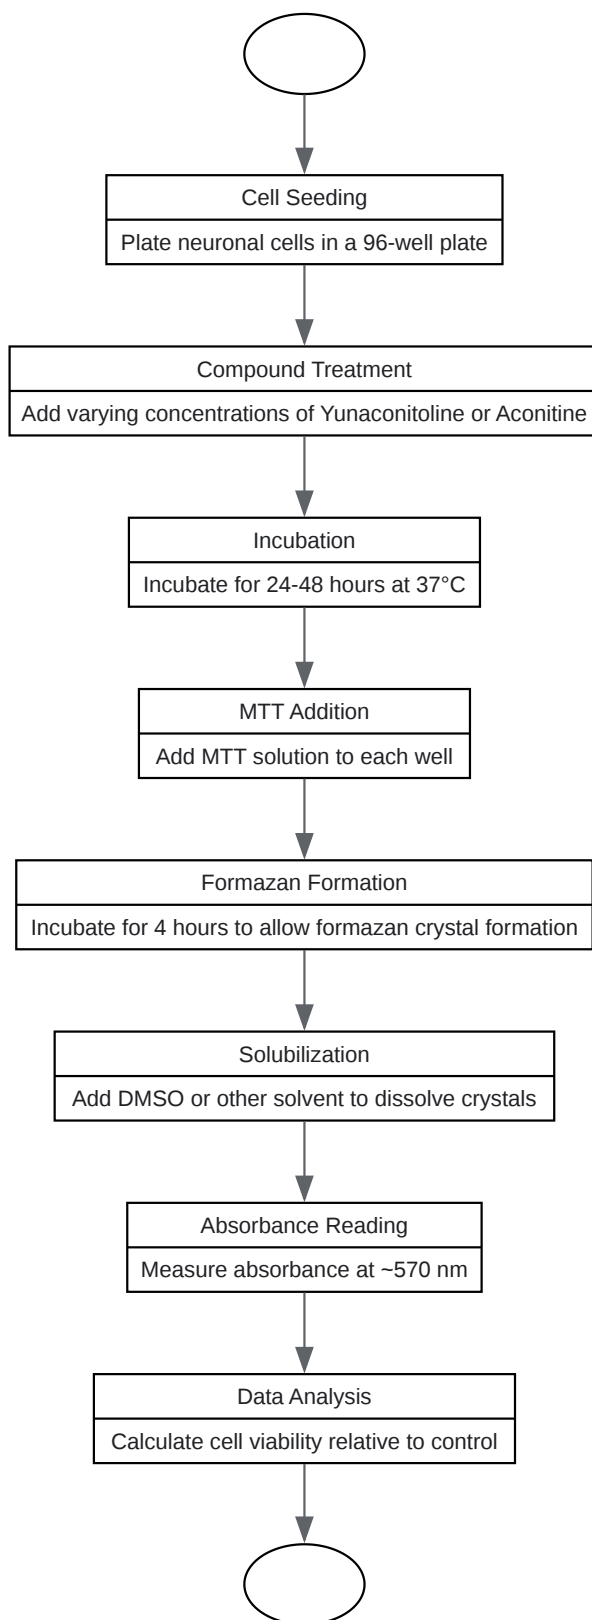 Cell Seeding
Plate neuronal cells in a 96-well plate
Compound Treatment
Add varying concentrations of Yunaconitoline or Aconitine
Incubation
Incubate for 24-48 hours at 37°C
MTT Addition
Add MTT solution to each well
Formazan Formation
Incubate for 4 hours to allow formazan crystal formation
Solubilization
Add DMSO or other solvent to dissolve crystals
Absorbance Reading
Measure absorbance at ~570 nm
Data Analysis
Calculate cell viability relative to control